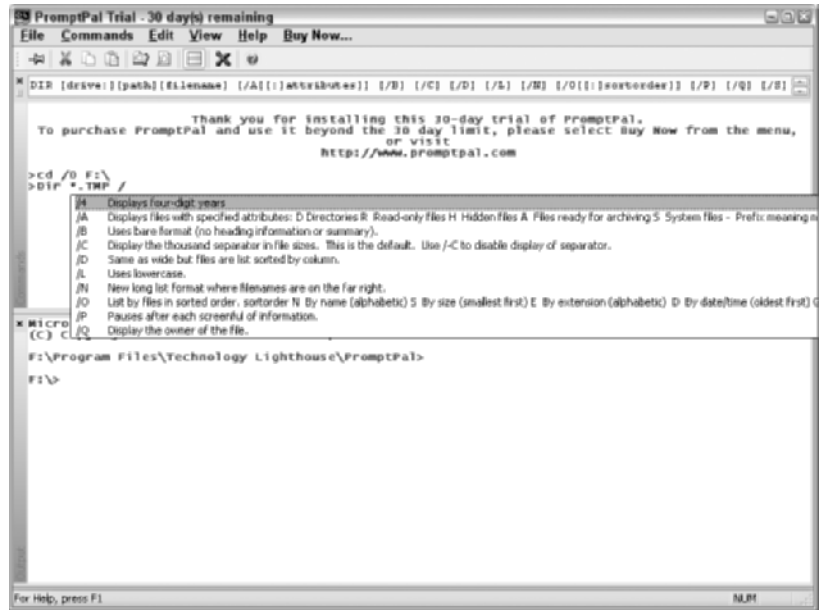 PromptPal Trial - 30 day(s) remaining
File Commands Edit View Help Buy Now...
DIR [drive:][path][filename] [/A[[:]attributes]] [/B] [/C] [/D] [/L] [/N] [/O[[:]sortorder]] [/P] [/Q] [/S]
Thank you for installing this 30-day trial of PromptPal.
To purchase PromptPal and use it beyond the 30 day limit, please select Buy Now from the menu,
or visit
http://www.promptpal.com
>cd /D F:\
>Dir *.TMP /
/4 Displays four-digit years
/A Displays files with specified attributes: D Directories R Read-only files H Hidden files A Files ready for archiving S System files - Prefix meaning n
/B Uses bare format (no heading information or summary).
/C Display the thousand separator in file sizes. This is the default. Use /-C to disable display of separator.
/D Same as wide but files are list sorted by column.
/L Uses lowercase.
/N New long list format where filenames are on the far right.
/O List by files in sorted order. sortorder N By name (alphabetic) S By size (smallest first) E By extension (alphabetic) D By date/time (oldest first) G
/P Pauses after each screenful of information.
/Q Display the owner of the file.
Commands
Micro
(C) C
F:\Program Files\Technology Lighthouse\PromptPal>
F:\>
Output
For Help, press F1
NUM